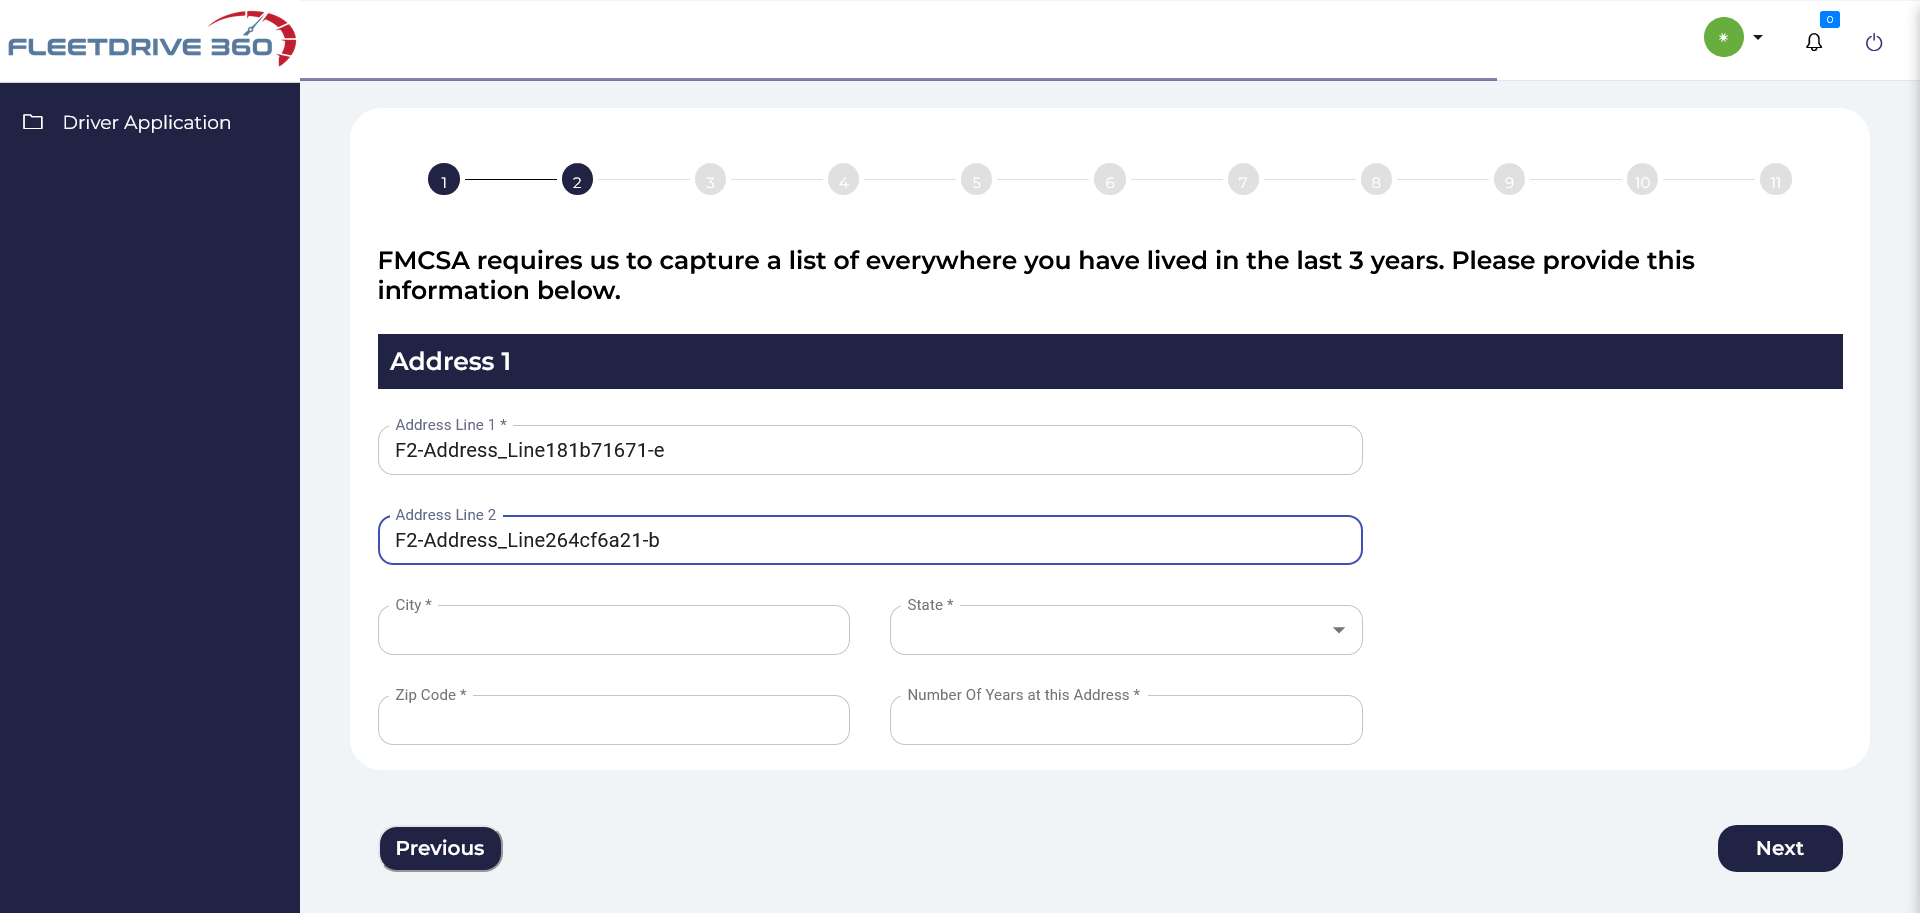 FLEETDRIVE 360
0
Driver Application
1 2 3 4 5 6 7 8 9 10 11
FMCSA requires us to capture a list of everywhere you have lived in the last 3 years. Please provide this
information below.
Address 1
Address Line 1 *
F2-Address_Line181b71671-e
Address Line 2
F2-Address_Line264cf6a21-b
City * State *
Zip Code * Number Of Years at this Address *
Previous Next